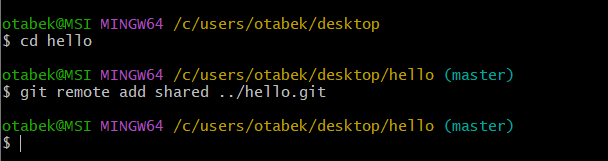 otabek@MSI MINGW64 /c/users/otabek/desktop
$ cd hello
otabek@MSI MINGW64 /c/users/otabek/desktop/hello (master)
$ git remote add shared ../hello.git
otabek@MSI MINGW64 /c/users/otabek/desktop/hello (master)
$